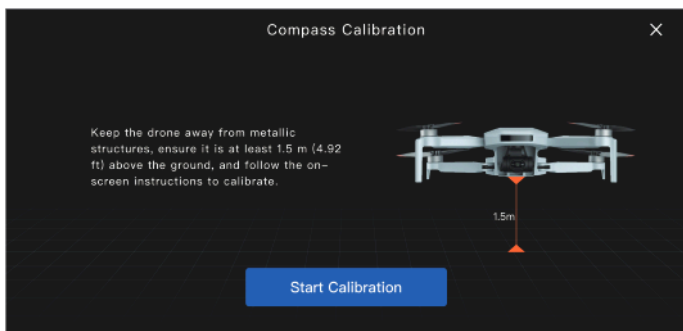 Compass Calibration
Keep the drone away from metallic
structures, ensure it is at least 1.5 m (4.92
ft) above the ground, and follow the on-
screen instructions to calibrate.
1.5m
Start Calibration